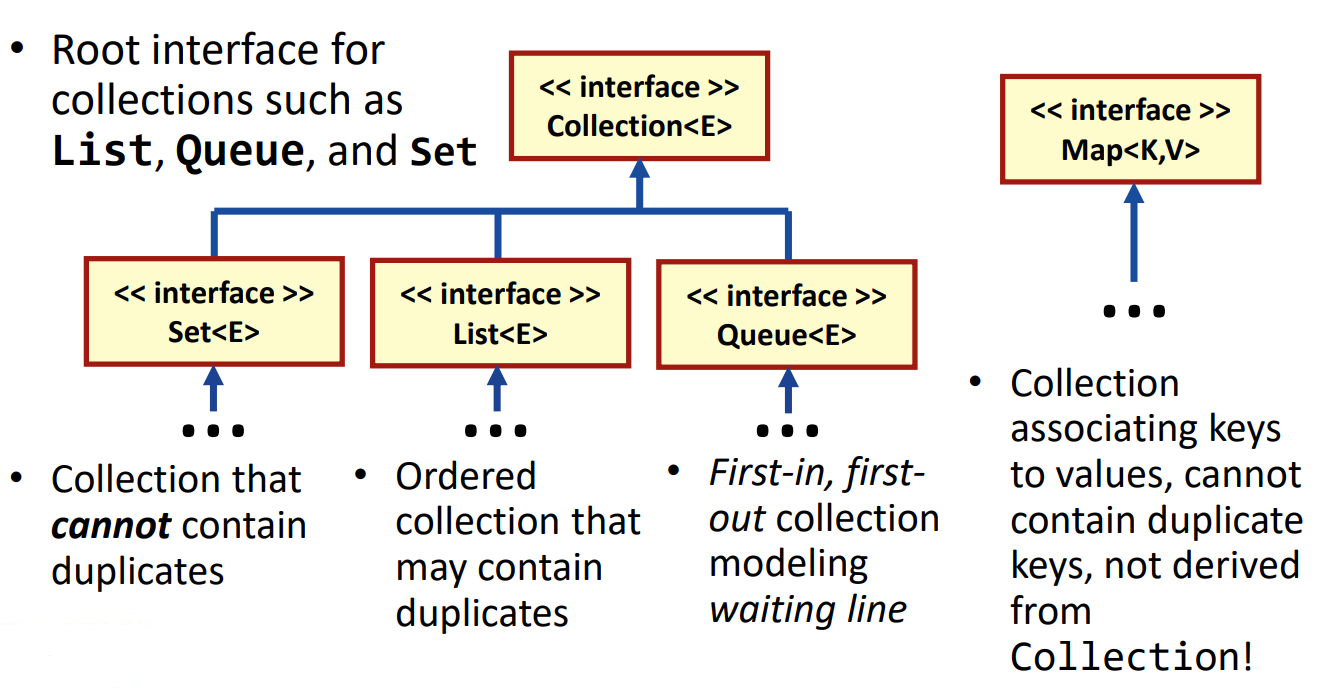 • Root interface for
collections such as
List, Queue, and Set
<< interface >>
Collection<E>
<< interface >>
Map<K,V>
<< interface >>
Set<E>
<< interface >>
List<E>
<< interface >>
Queue<E>
...
...
...
...
• Collection that
cannot contain
duplicates
• Ordered
collection that
may contain
duplicates
• First-in, first-
out collection
modeling
waiting line
• Collection
associating keys
to values, cannot
contain duplicate
keys, not derived
from
Collection!